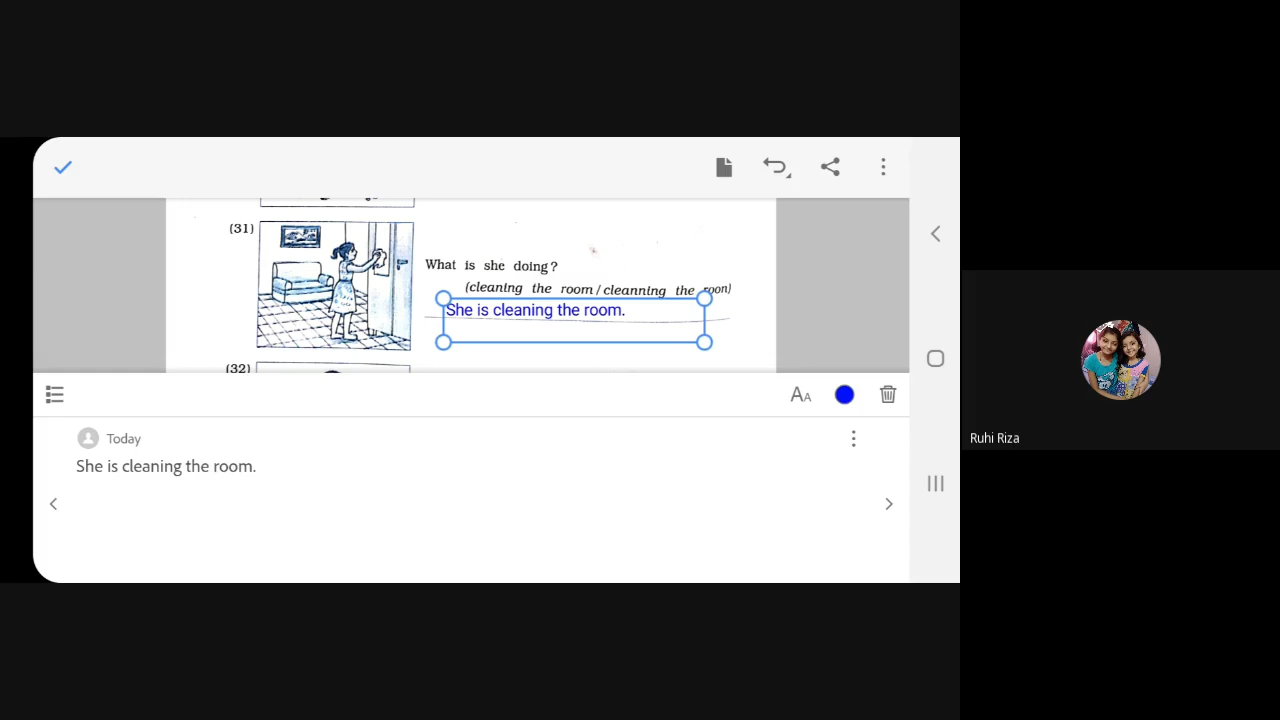 (31)
What is she doing?
(cleaning the room/cleanning the roon)
She is cleaning the room.
(32)
AA
Today
She is cleaning the room.
Ruhi Riza